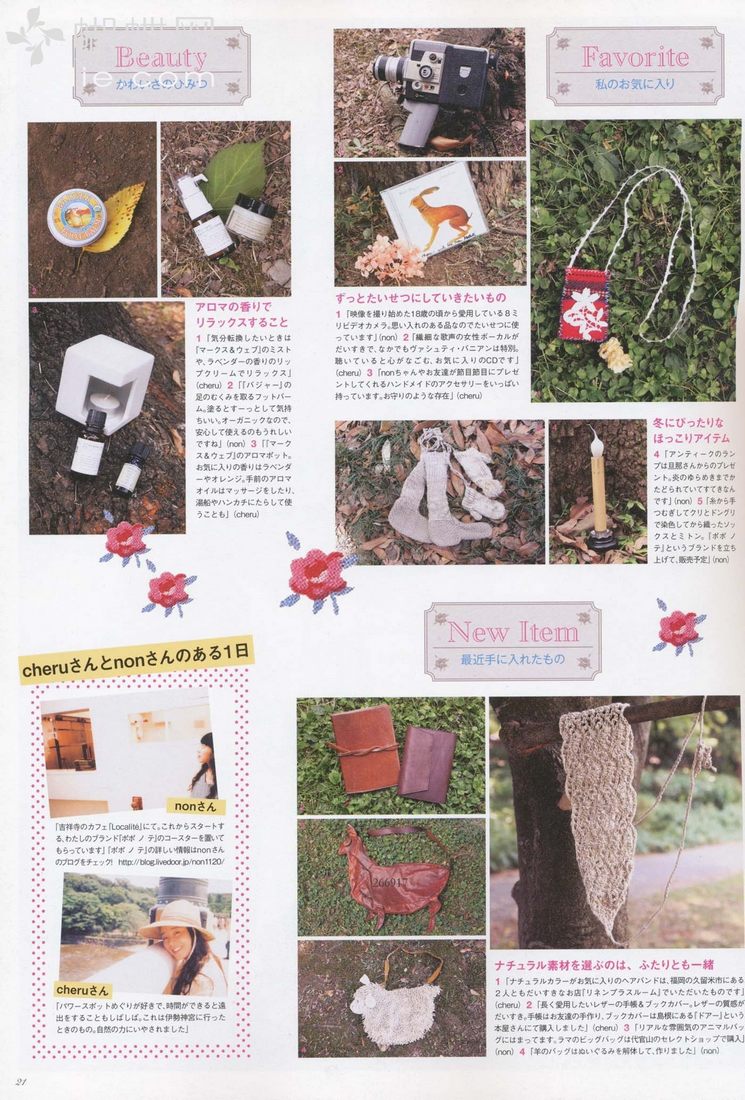 Beauty
かわいさのひみつ
アロマの香りで
リラックスすること
1「気分転換したいときは
『マークス&ウェブ』のミスト
や、ラベンダーの香りのリッ
プクリームでリラックス」
(cheru) 2「『バジャー』の
足のむくみを取るフットバー
ム。塗るとすーっとして気持
ちいい。オーガニックなので、
安心して使えるのもうれしい
ですね」(non) 3「『マーク
ス&ウェブ』のアロマポット。
お気に入りの香りはラベンダ
ーやオレンジ。手前のアロマ
オイルはマッサージをしたり、
湯船やハンカチにたらして使
うことも」(cheru)
ずっとたいせつにしていきたいもの
1「映像を撮り始めた18歳の頃から愛用している8ミ
リビデオカメラ。思い入れのある品なのでたいせつに使
っています」(non) 2「繊細な歌声の女性ボーカルが
だいすきで、なかでもヴァシュティ・バニアンは特別。
聴いていると心がなごむ、お気に入りのCDです」
(cheru) 3「nonちゃんやお友達が節目節目にプレゼ
ントしてくれるハンドメイドのアクセサリーをいっぱい
持っています。お守りのような存在」(cheru)
Favorite
私のお気に入り
冬にぴったりな
ほっこりアイテム
4「アンティークのラン
プは旦那さんからのプレゼ
ント。炎のゆらめきまでか
たどられていてすてきなん
です」(non) 5「糸から手
つむぎしてクリとドングリ
で染色してから織ったソッ
クスとミトン。『ポポ ノ
テ』というブランドを立ち
上げて、販売予定」(non)
cheruさんとnonさんのある1日
nonさん
「吉祥寺のカフェ『Localité』にて。これからスタートす
る、わたしのブランド『ポポ ノ テ』のコースターを置いて
もらっています」『ポポ ノ テ』の詳しい情報はnonさん
のブログをチェック! http://blog.livedoor.jp/non1120/
cheruさん
「パワースポットめぐりが好きで、時間ができると遠
出をすることもしばしば。これは伊勢神宮に行った
ときのもの。自然の力にいやされました」
New Item
最近手に入れたもの
266917
ナチュラル素材を選ぶのは、ふたりとも一緒
1「ナチュラルカラーがお気に入りのヘアバンドは、福岡の久留米市にある
2人ともだいすきなお店『リネンプラスルーム』でいただいたものです」
(cheru) 2「長く愛用したいレザーの手帳&ブックカバー。レザーの質感が
だいすき。手帳はお友達の手作り、ブックカバーは島根にある『ドアー』という
本屋さんにて購入しました」(cheru) 3「リアルな雰囲気のアニマルバッ
グにはまってます。ラマのビッグバッグは代官山のセレクトショップで購入」
(non) 4「羊のバッグはぬいぐるみを解体して、作りました」(non)
21